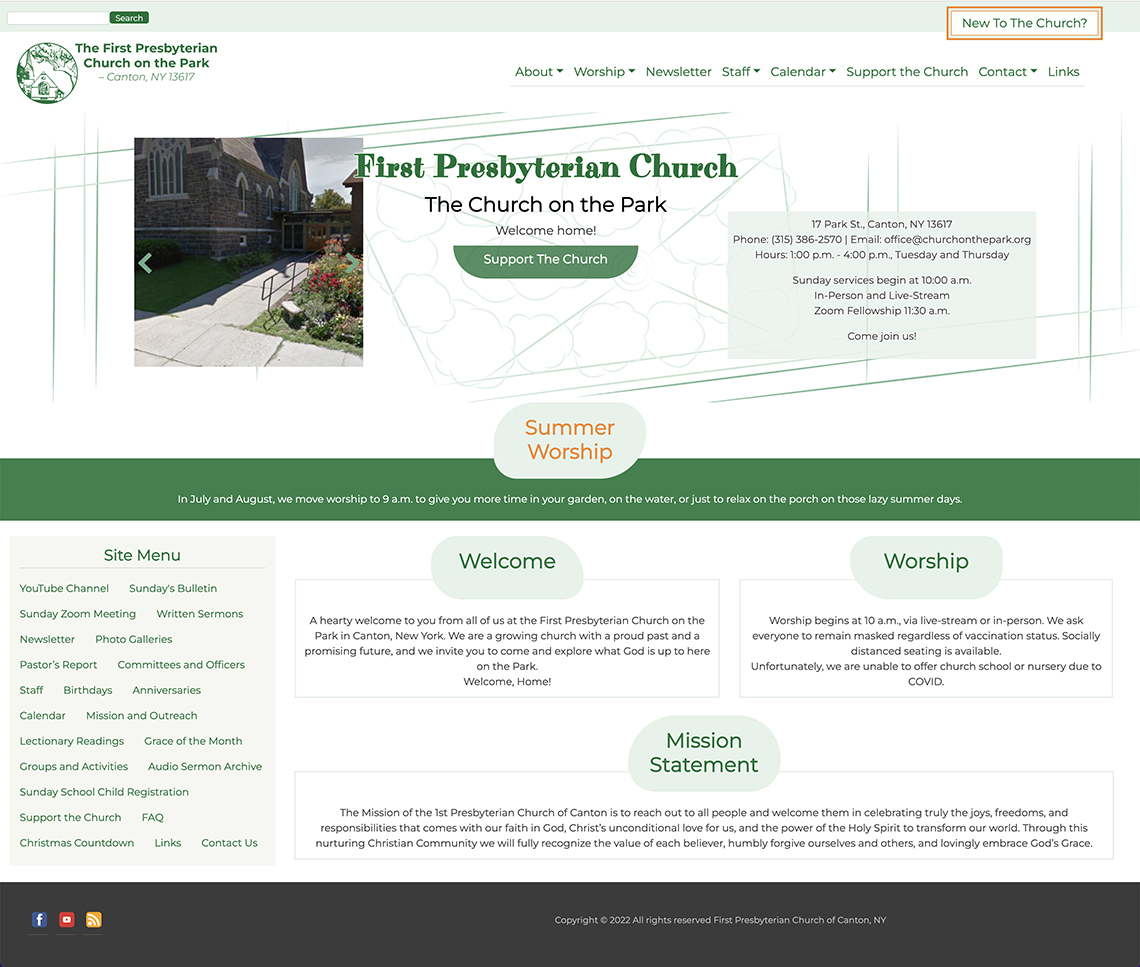 Search
New To The Church?
The First Presbyterian
Church on the Park
– Canton, NY 13617
About Worship Newsletter Staff Calendar Support the Church Contact Links
First Presbyterian Church
The Church on the Park
Welcome home!
Support The Church
17 Park St., Canton, NY 13617
Phone: (315) 386-2570 | Email: office@churchonthepark.org
Hours: 1:00 p.m. - 4:00 p.m., Tuesday and Thursday
Sunday services begin at 10:00 a.m.
In-Person and Live-Stream
Zoom Fellowship 11:30 a.m.
Come join us!
Summer
Worship
In July and August, we move worship to 9 a.m. to give you more time in your garden, on the water, or just to relax on the porch on those lazy summer days.
Site Menu
YouTube Channel Sunday's Bulletin
Sunday Zoom Meeting Written Sermons
Newsletter Photo Galleries
Pastor's Report Committees and Officers
Staff Birthdays Anniversaries
Calendar Mission and Outreach
Lectionary Readings Grace of the Month
Groups and Activities Audio Sermon Archive
Sunday School Child Registration
Support the Church FAQ
Christmas Countdown Links Contact Us
Welcome
A hearty welcome to you from all of us at the First Presbyterian Church on the
Park in Canton, New York. We are a growing church with a proud past and a
promising future, and we invite you to come and explore what God is up to here
on the Park.
Welcome, Home!
Worship
Worship begins at 10 a.m., via live-stream or in-person. We ask
everyone to remain masked regardless of vaccination status. Socially
distanced seating is available.
Unfortunately, we are unable to offer church school or nursery due to
COVID.
Mission
Statement
The Mission of the 1st Presbyterian Church of Canton is to reach out to all people and welcome them in celebrating truly the joys, freedoms, and
responsibilities that comes with our faith in God, Christ's unconditional love for us, and the power of the Holy Spirit to transform our world. Through this
nurturing Christian Community we will fully recognize the value of each believer, humbly forgive ourselves and others, and lovingly embrace God's Grace.
Copyright © 2022 All rights reserved First Presbyterian Church of Canton, NY